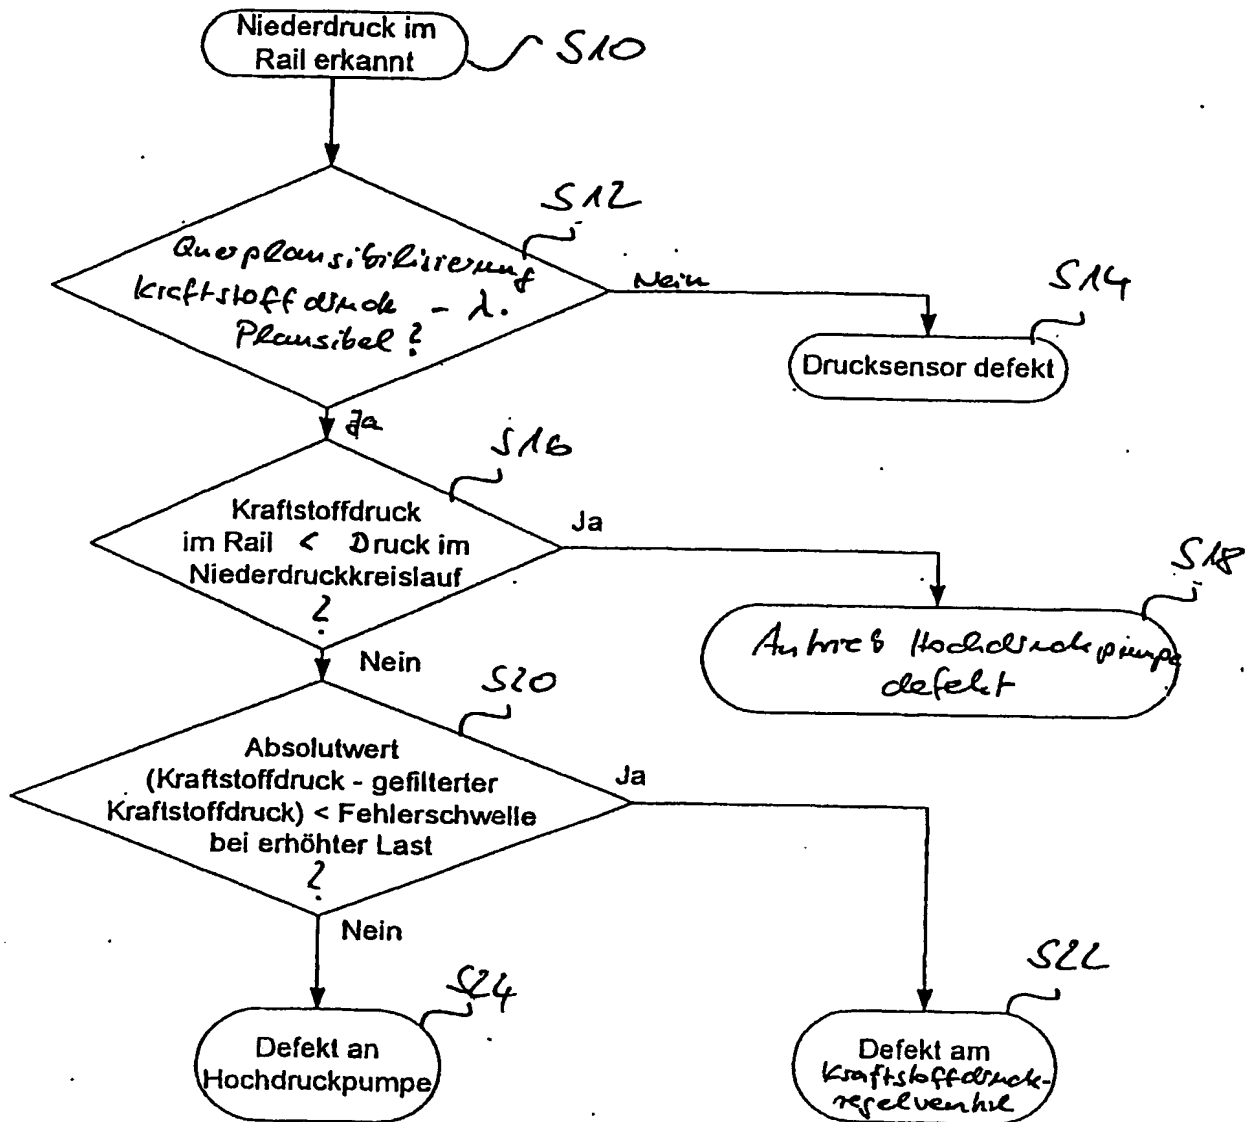 Niederdruck im
Rail erkannt
S10
S12
Querplausibilisierung
Kraftstoffdruck - λ.
Plausibel ?
Nein
S14
Drucksensor defekt
Ja
S16
Kraftstoffdruck
im Rail < Druck im
Niederdruckkreislauf
?
Ja
S18
Antrieb Hochdruckpumpe
defekt
Nein
S20
Absolutwert
(Kraftstoffdruck - gefilterter
Kraftstoffdruck) < Fehlerschwelle
bei erhöhter Last
?
Ja
Nein
S24
Defekt an
Hochdruckpumpe
S22
Defekt am
Kraftstoffdruck-
regelventil